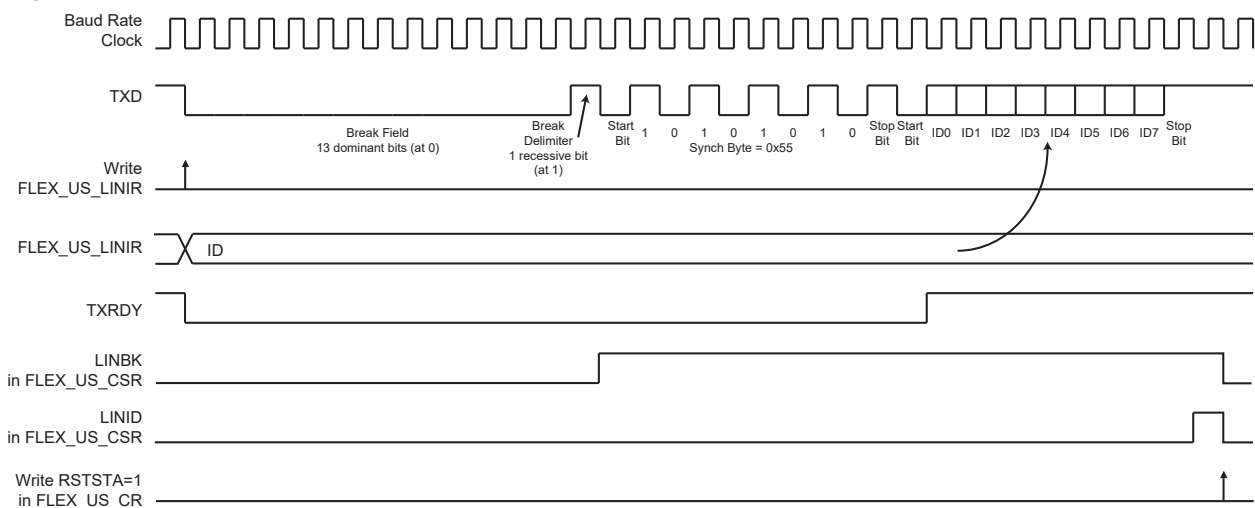 Baud Rate
Clock
TXD
Break Field
13 dominant bits (at 0)
Break
Delimiter
1 recessive bit
(at 1)
Start
Bit
1 0 1 0 1 0 1 0
Synch Byte = 0x55
Stop
Bit
Start
Bit
ID0 ID1 ID2 ID3 ID4 ID5 ID6 ID7
Stop
Bit
Write
FLEX_US_LINIR
FLEX_US_LINIR
ID
TXRDY
LINBK
in FLEX_US_CSR
LINID
in FLEX_US_CSR
Write RSTSTA=1
in FLEX_US_CR